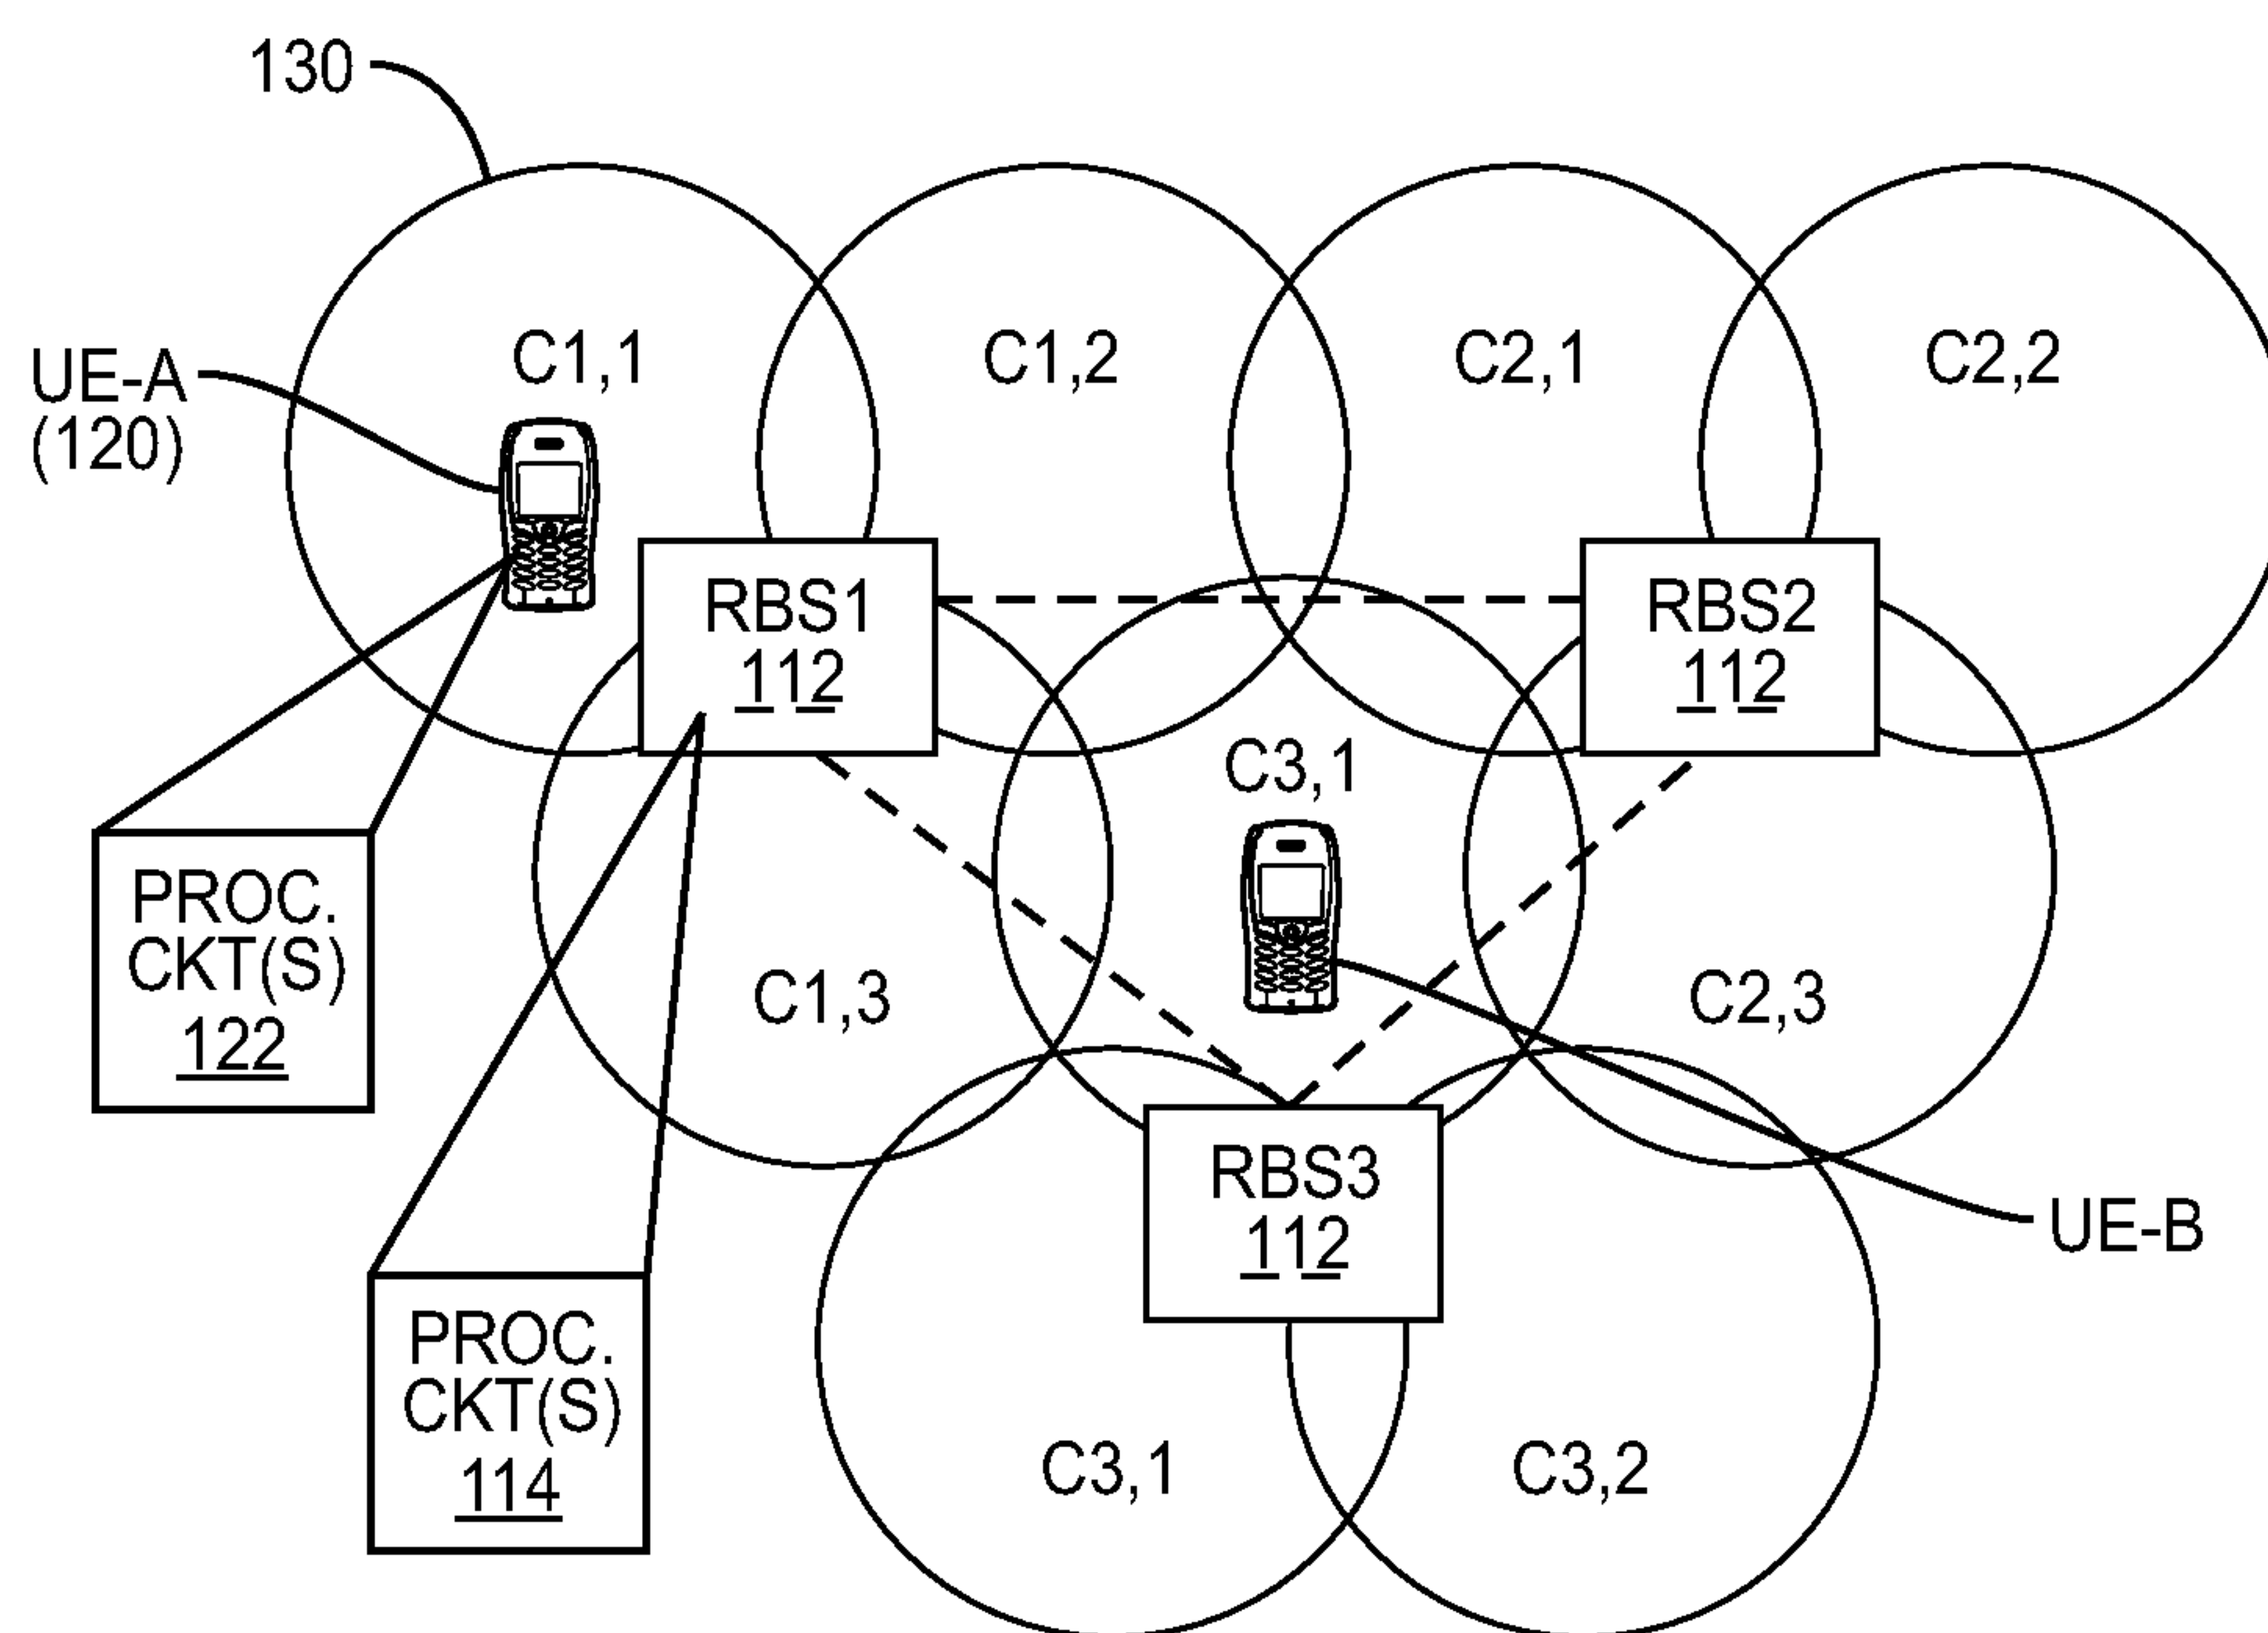 130
C1,1
C1,2
C2,1
C2,2
UE-A
(120)
RBS1
112
RBS2
112
C3,1
PROC.
CKT(S)
122
C1,3
C2,3
RBS3
112
UE-B
PROC.
CKT(S)
114
C3,1
C3,2